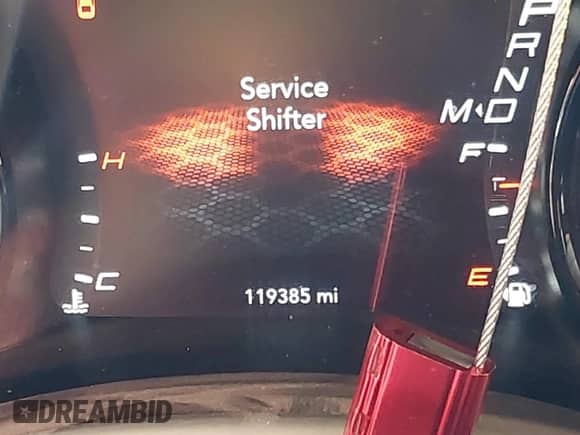 Service
Shifter
P
R
N
M◄D
H
F
C
E
119385 mi
DREAMBID